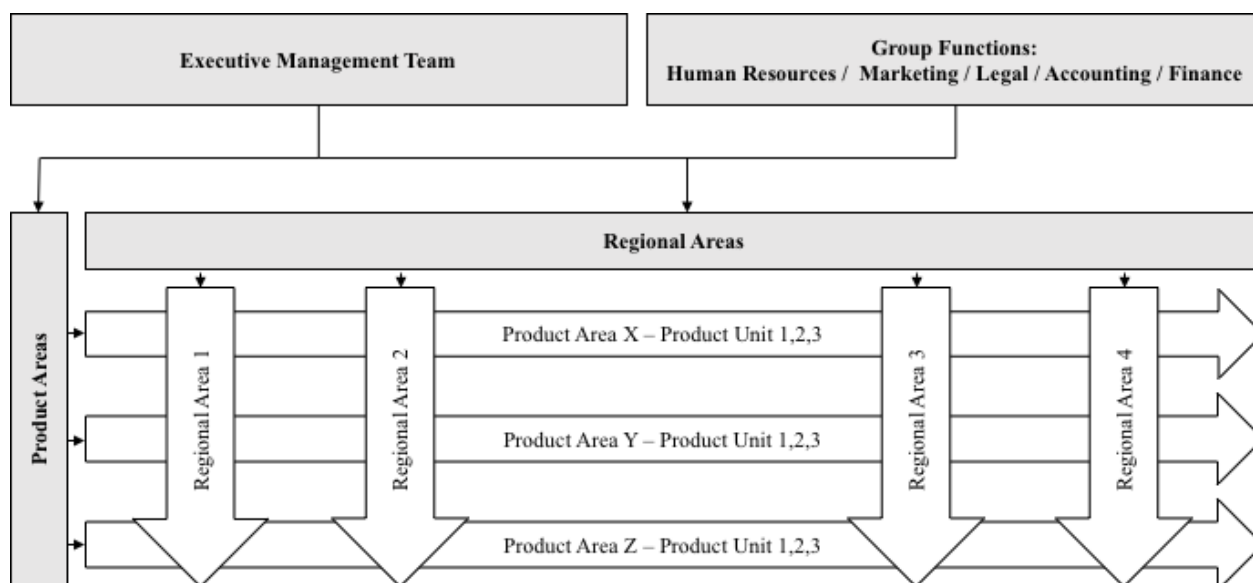 Executive Management Team
Group Functions:
Human Resources /  Marketing / Legal / Accounting / Finance
Product Areas
Regional Areas
Regional Area 1
Regional Area 2
Regional Area 3
Regional Area 4
Product Area X – Product Unit 1,2,3
Product Area Y – Product Unit 1,2,3
Product Area Z – Product Unit 1,2,3